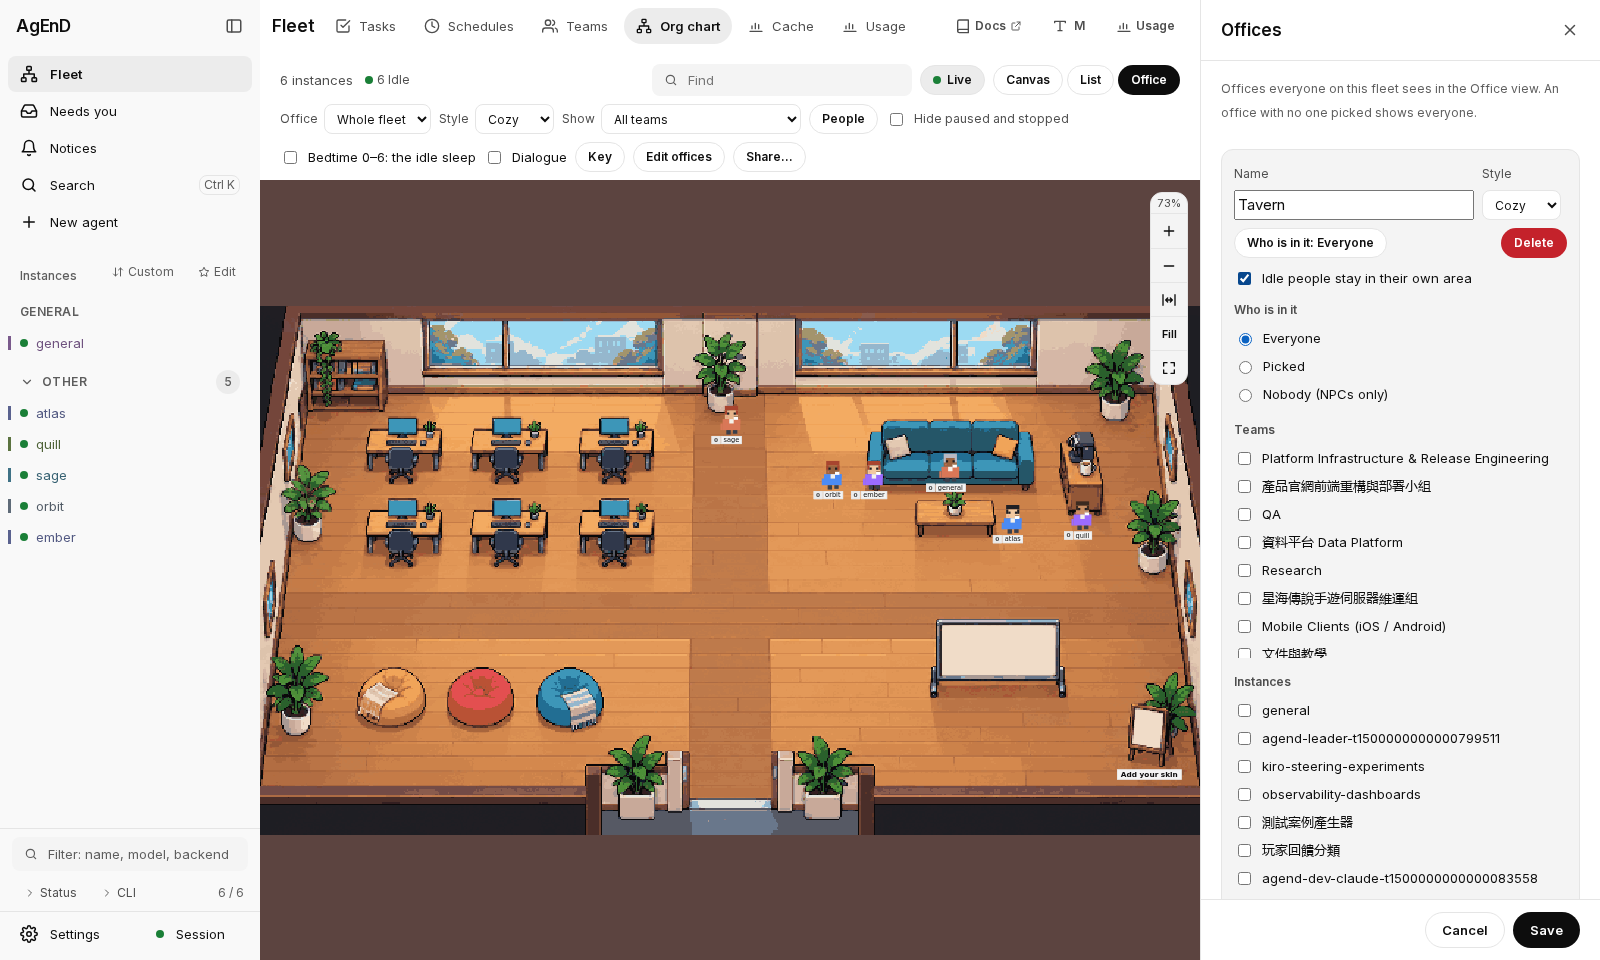 AgEnD
Fleet
Needs you
Notices
Search
Ctrl K
New agent
Instances
Custom
Edit
GENERAL
general
OTHER
5
atlas
quill
sage
orbit
ember
Filter: name, model, backend
Status
CLI
6 / 6
Settings
Session
Fleet
Tasks
Schedules
Teams
Org chart
Cache
Usage
Docs
M
Usage
6 instances
6 Idle
Find
Live
Canvas
List
Office
Office
Whole fleet
Style
Cozy
Show
All teams
People
Hide paused and stopped
Bedtime 0–6: the idle sleep
Dialogue
Key
Edit offices
Share...
73%
Fill
sage
orbit
ember
general
atlas
quill
Add your skin
Offices
Offices everyone on this fleet sees in the Office view. An
office with no one picked shows everyone.
Name
Style
Tavern
Cozy
Who is in it: Everyone
Delete
Idle people stay in their own area
Who is in it
Everyone
Picked
Nobody (NPCs only)
Teams
Platform Infrastructure & Release Engineering
產品官網前端重構與部署小組
QA
資料平台 Data Platform
Research
星海傳說手遊伺服器維運組
Mobile Clients (iOS / Android)
文件與教學
Instances
general
agend-leader-t1500000000000799511
kiro-steering-experiments
observability-dashboards
測試案例產生器
玩家回饋分類
agend-dev-claude-t1500000000000083558
Cancel
Save